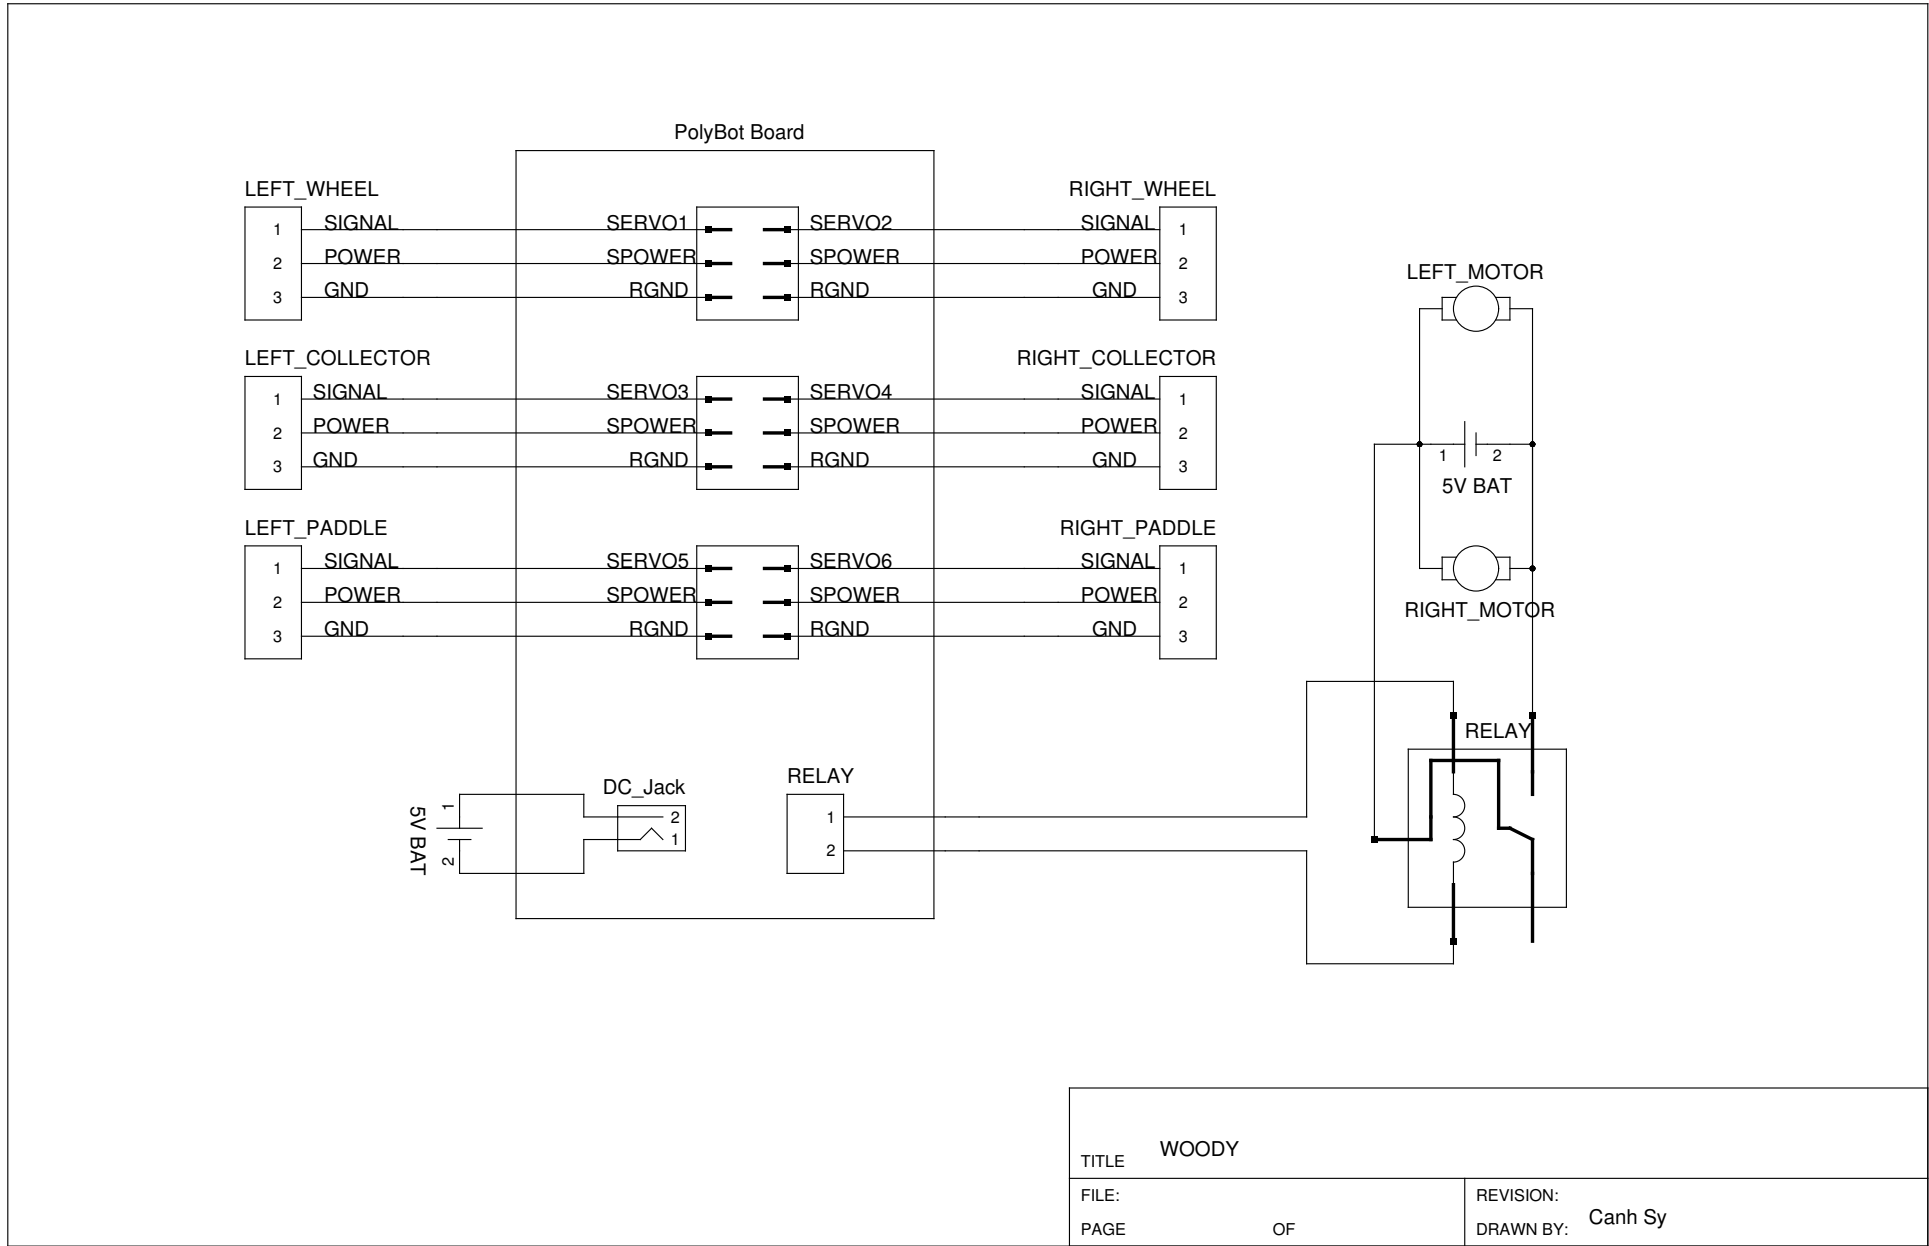 PolyBot Board
LEFT_WHEEL
RIGHT_WHEEL
1 SIGNAL SERVO1 SERVO2 SIGNAL 1
2 POWER SPOWER SPOWER POWER 2
3 GND RGND RGND GND 3
LEFT_COLLECTOR
RIGHT_COLLECTOR
1 SIGNAL SERVO3 SERVO4 SIGNAL 1
2 POWER SPOWER SPOWER POWER 2
3 GND RGND RGND GND 3
LEFT_PADDLE
RIGHT_PADDLE
1 SIGNAL SERVO5 SERVO6 SIGNAL 1
2 POWER SPOWER SPOWER POWER 2
3 GND RGND RGND GND 3
LEFT_MOTOR
1 2
5V BAT
RIGHT_MOTOR
RELAY
5V BAT
1
2
DC_Jack
2
1
RELAY
1
2
TITLE WOODY
FILE:
PAGE OF
REVISION:
DRAWN BY: Canh Sy